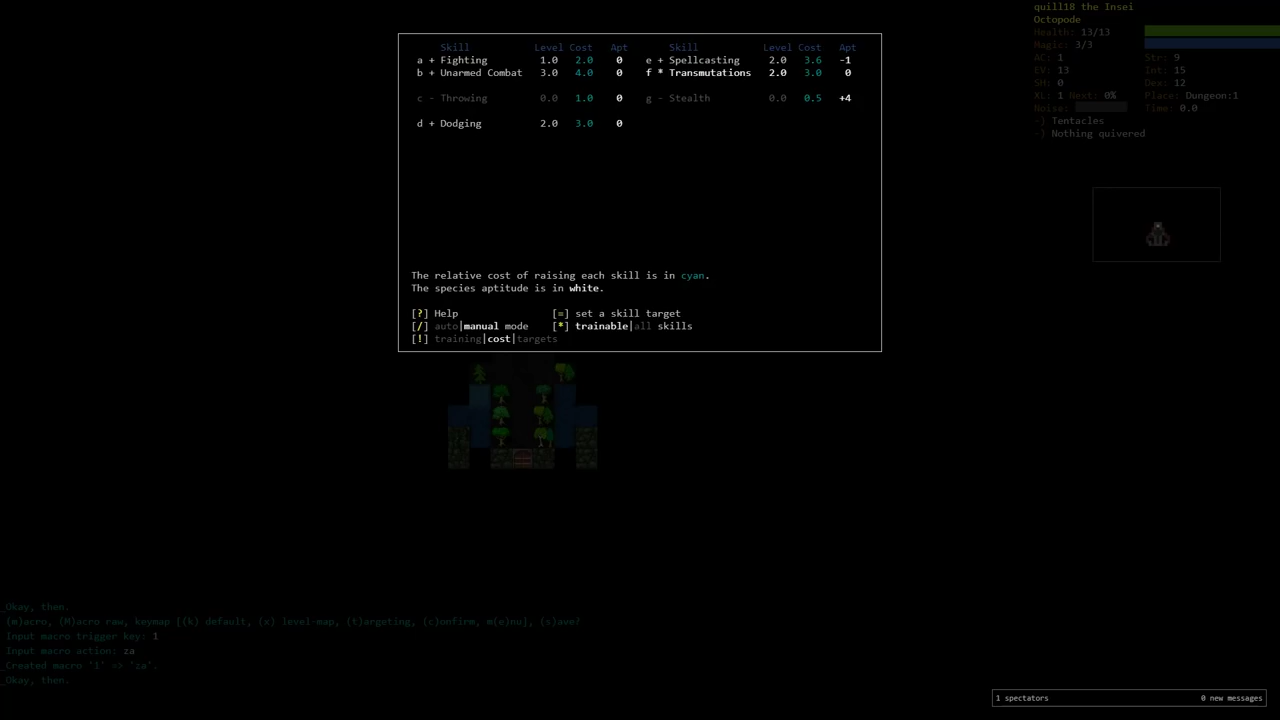 quill18 the Insei
Octopode
Health: 13/13
Magic: 3/3
AC: 1 Str: 9
EV: 13 Int: 15
SH: 0 Dex: 12
XL: 1 Next: 0% Place: Dungeon:1
Noise: Time: 0.0
-) Tentacles
-) Nothing quivered
Skill Level Cost Apt Skill Level Cost Apt
a + Fighting 1.0 2.0 0 e + Spellcasting 2.0 3.6 -1
b + Unarmed Combat 3.0 4.0 0 f * Transmutations 2.0 3.0 0
c - Throwing 0.0 1.0 0 g - Stealth 0.0 0.5 +4
d + Dodging 2.0 3.0 0
The relative cost of raising each skill is in cyan.
The species aptitude is in white.
[?] Help [=] set a skill target
[/] auto|manual mode [*] trainable|all skills
[!] training|cost|targets
_Okay, then.
(m)acro, (M)acro raw, keymap [(k) default, (x) level-map, (t)argeting, (c)onfirm, m(e)nu], (s)ave?
Input macro trigger key: 1
Input macro action: za
_Created macro '1' => 'za'.
_Okay, then.
1 spectators 0 new messages